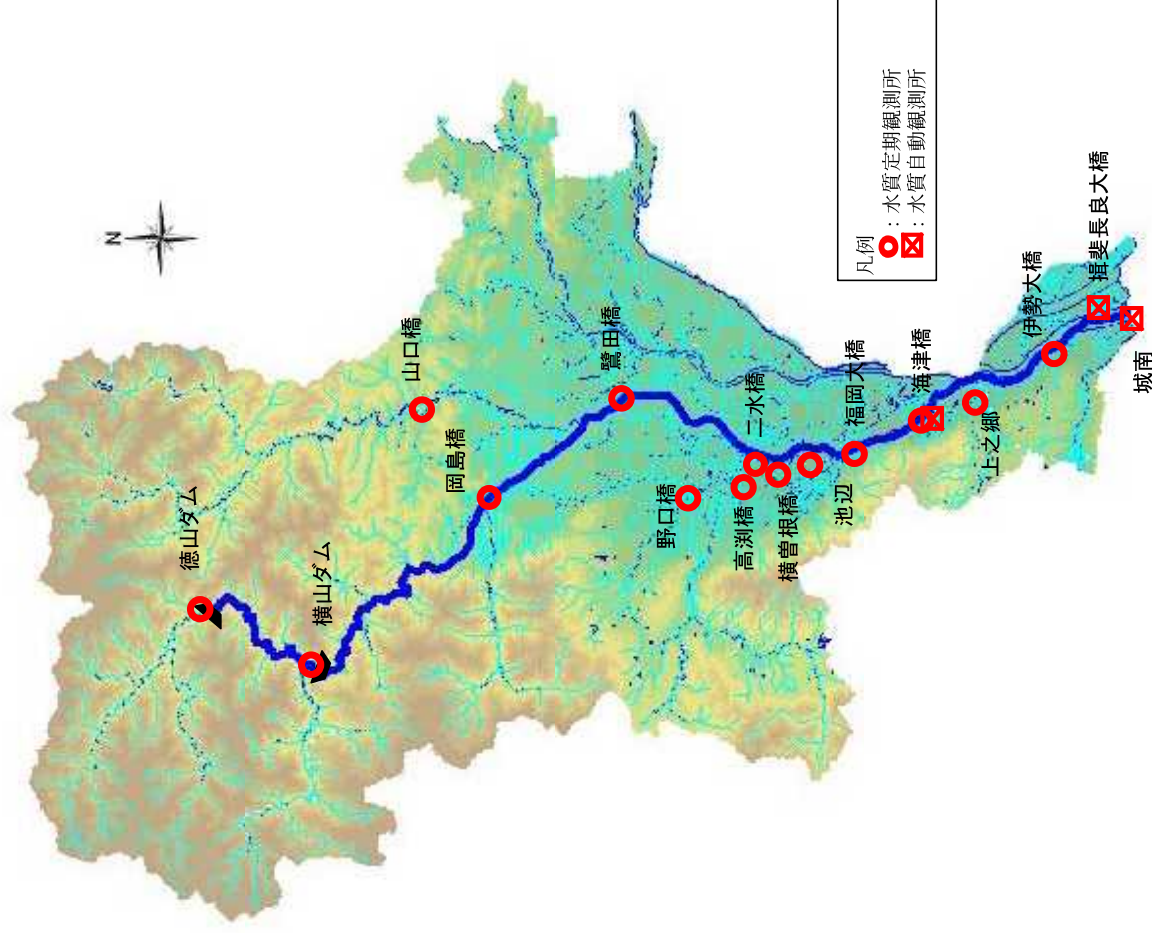 N
徳山ダム
横山ダム
山口橋
岡島橋
鷺田橋
野口橋
二水橋
高渕橋
横曽根橋
池辺
福岡大橋
海津橋
上之郷
伊勢大橋
揖斐長良大橋
城南
凡例
：水質定期観測所
：水質自動観測所